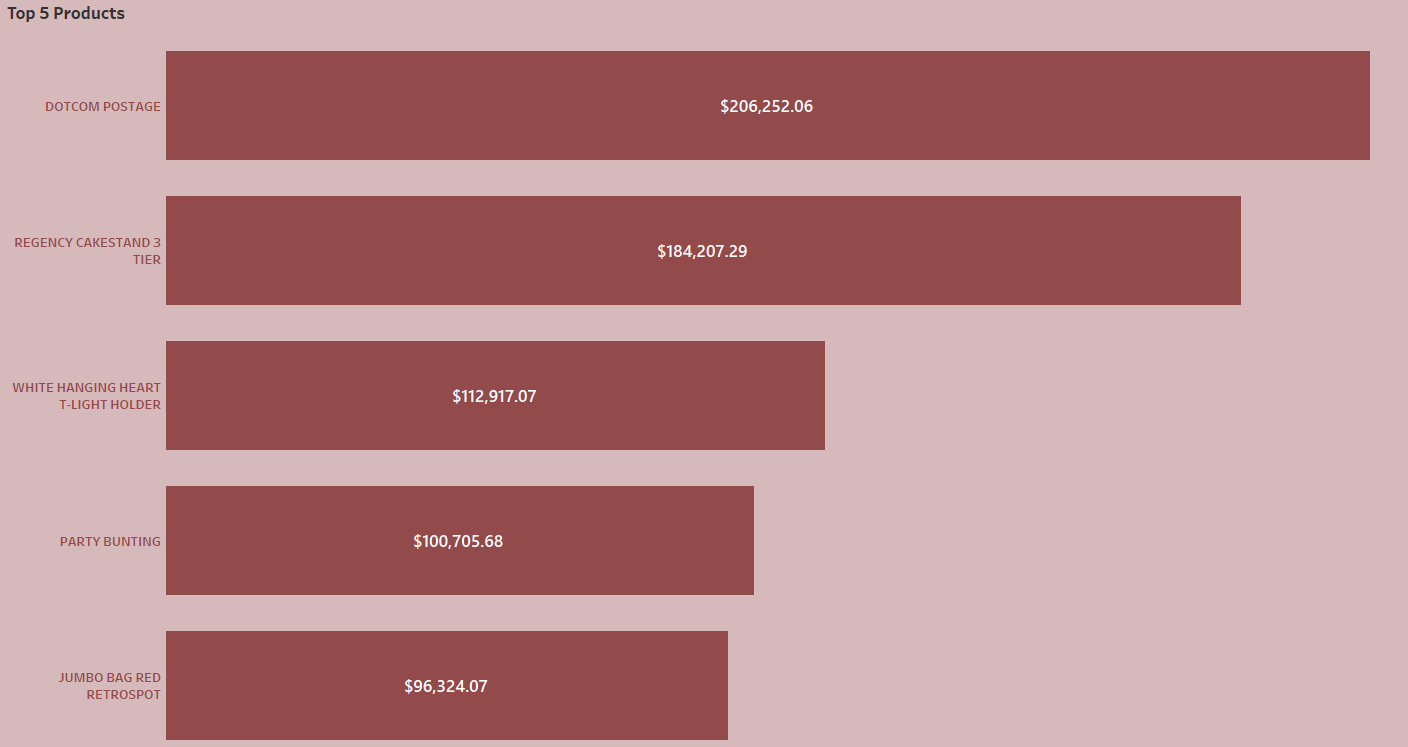 Top 5 Products
DOTCOM POSTAGE
$206,252.06
REGENCY CAKESTAND 3
TIER
$184,207.29
WHITE HANGING HEART
T-LIGHT HOLDER
$112,917.07
PARTY BUNTING
$100,705.68
JUMBO BAG RED
RETROSPOT
$96,324.07